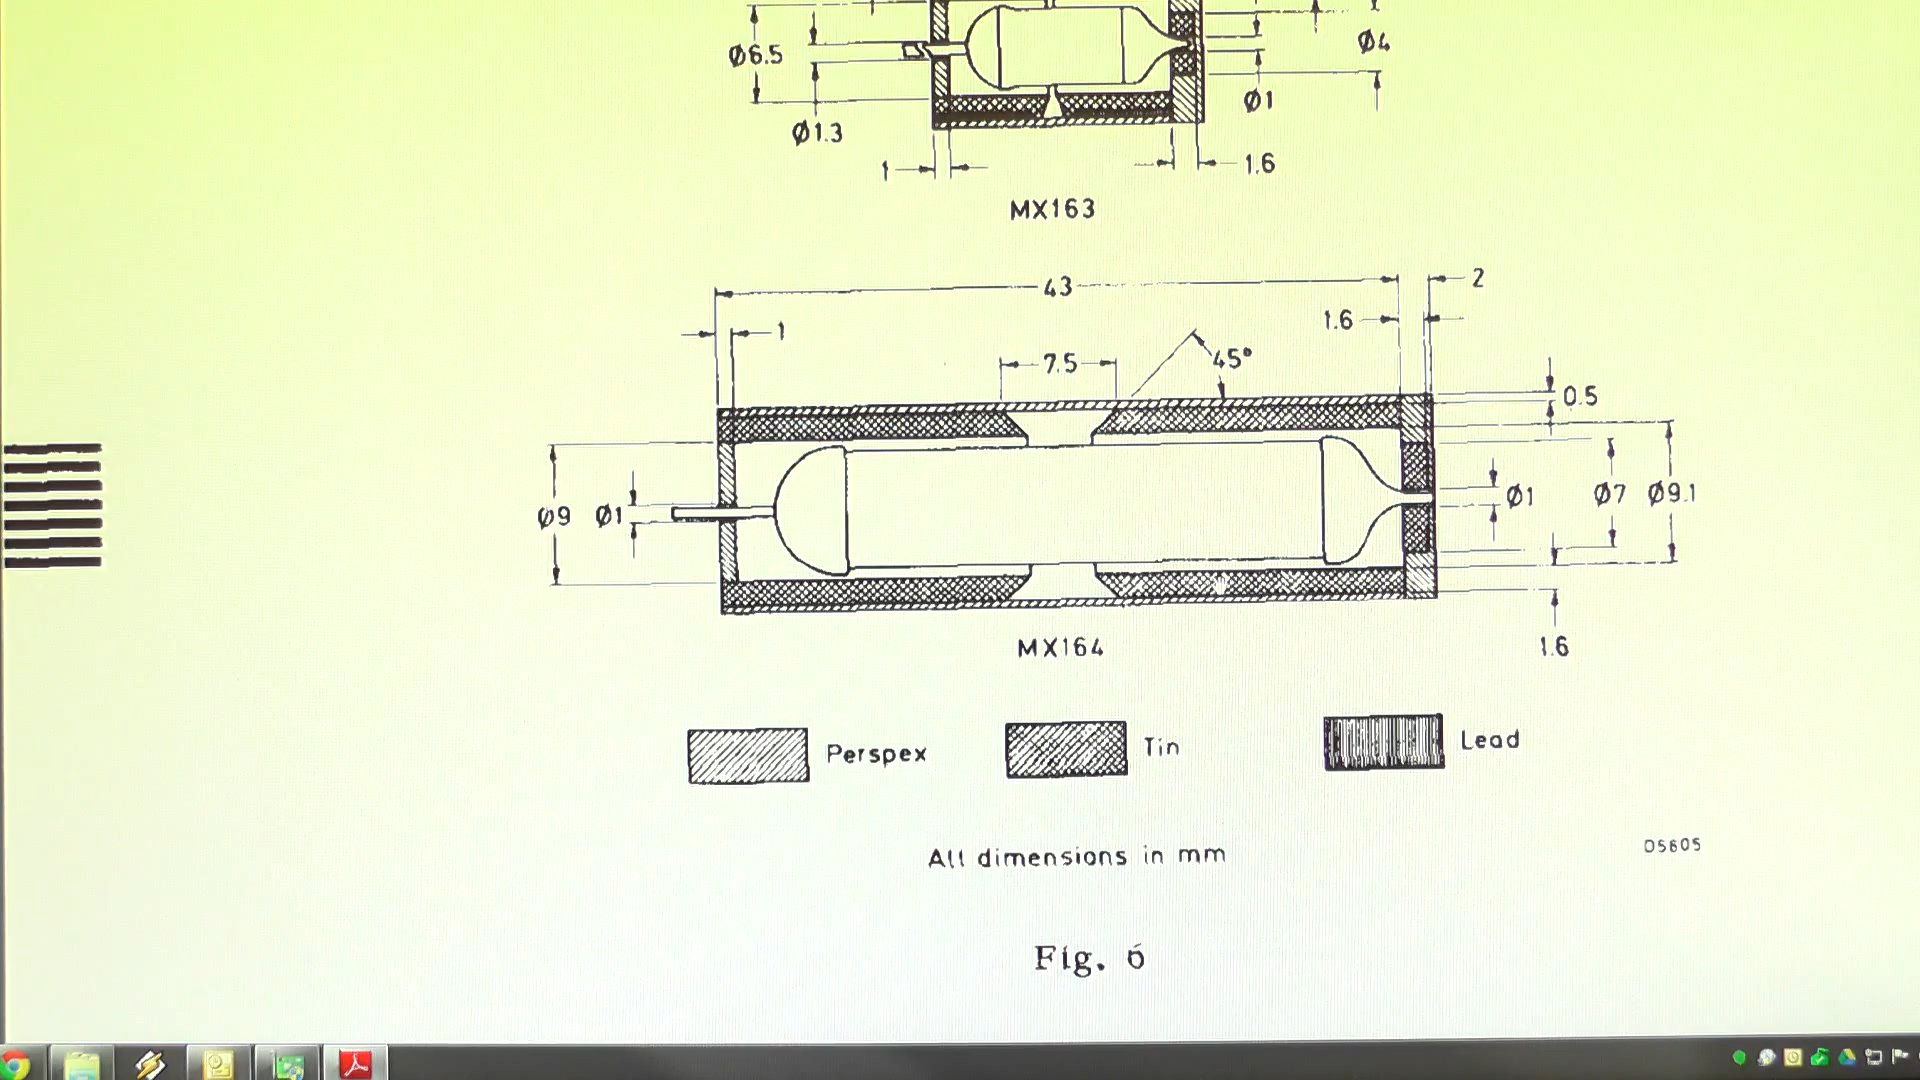 Ø6.5
Ø4
Ø1
Ø1.3
1
1.6
MX163
43
2
1
1.6
7.5
45°
0.5
Ø9 Ø1
Ø1 Ø7 Ø9.1
MX164
1.6
Perspex Tin Lead
All dimensions in mm
D5605
Fig. 6